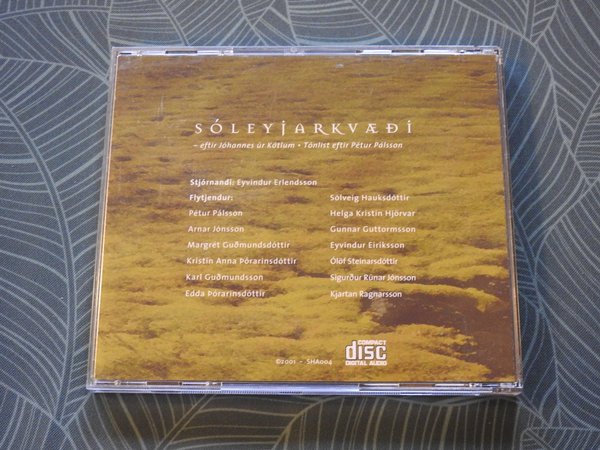 SÓLEYJARKVÆÐI
– eftir Jóhannes úr Kötlum • Tónlist eftir Pétur Pálsson
Stjórnandi: Eyvindur Erlendsson
Flytjendur:
Pétur Pálsson
Arnar Jónsson
Margrét Guðmundsdóttir
Kristín Anna Þórarinsdóttir
Karl Guðmundsson
Edda Þórarinsdóttir
Sólveig Hauksdóttir
Helga Kristín Hjörvar
Gunnar Guttormsson
Eyvindur Eiríksson
Ólöf Steinarsdóttir
Sigurður Rúnar Jónsson
Kjartan Ragnarsson
©2001 – SHA004
COMPACT
disc
DIGITAL AUDIO